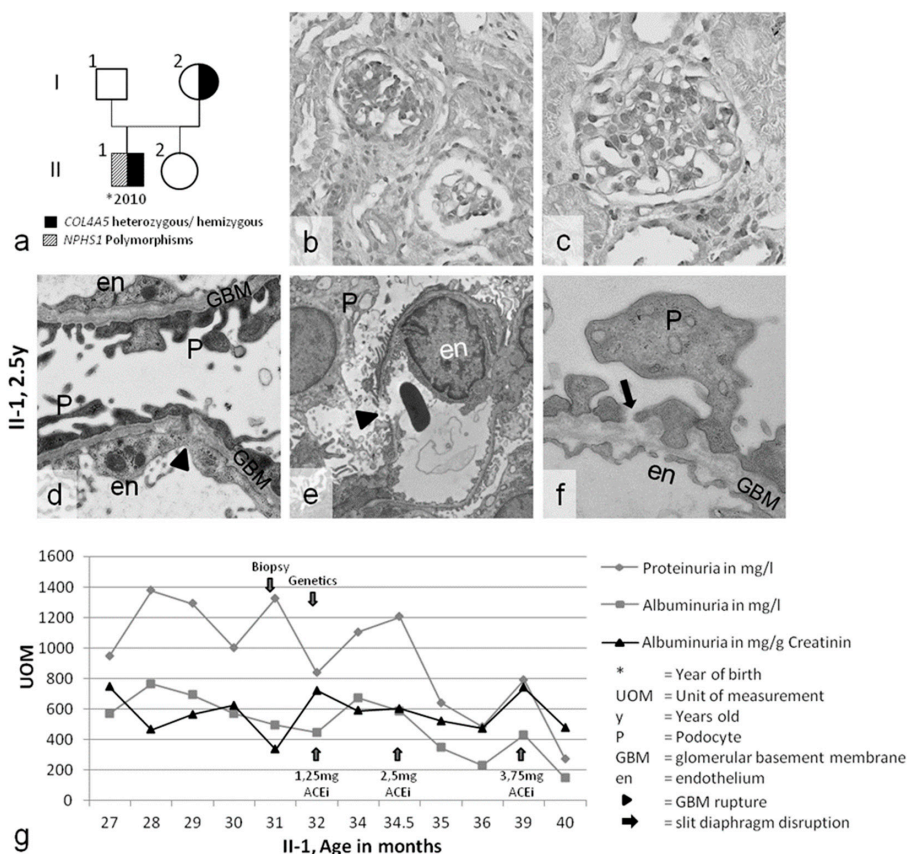 1
2
I
II
1
2
*2010
COL4A5 heterozygous/ hemizygous
NPHS1 Polymorphisms
a
b
c
II-1, 2.5y
en
GBM
P
P
en
GBM
d
P
en
e
P
en
GBM
f
1600
1400
1200
1000
800
600
400
200
0
UOM
Biopsy
Genetics
1,25mg
ACEi
2,5mg
ACEi
3,75mg
ACEi
27 28 29 30 31 32 34 34.5 35 36 39 40
II-1, Age in months
g
Proteinuria in mg/l
Albuminuria in mg/l
Albuminuria in mg/g Creatinin
* = Year of birth
UOM = Unit of measurement
y = Years old
P = Podocyte
GBM = glomerular basement membrane
en = endothelium
= GBM rupture
= slit diaphragm disruption